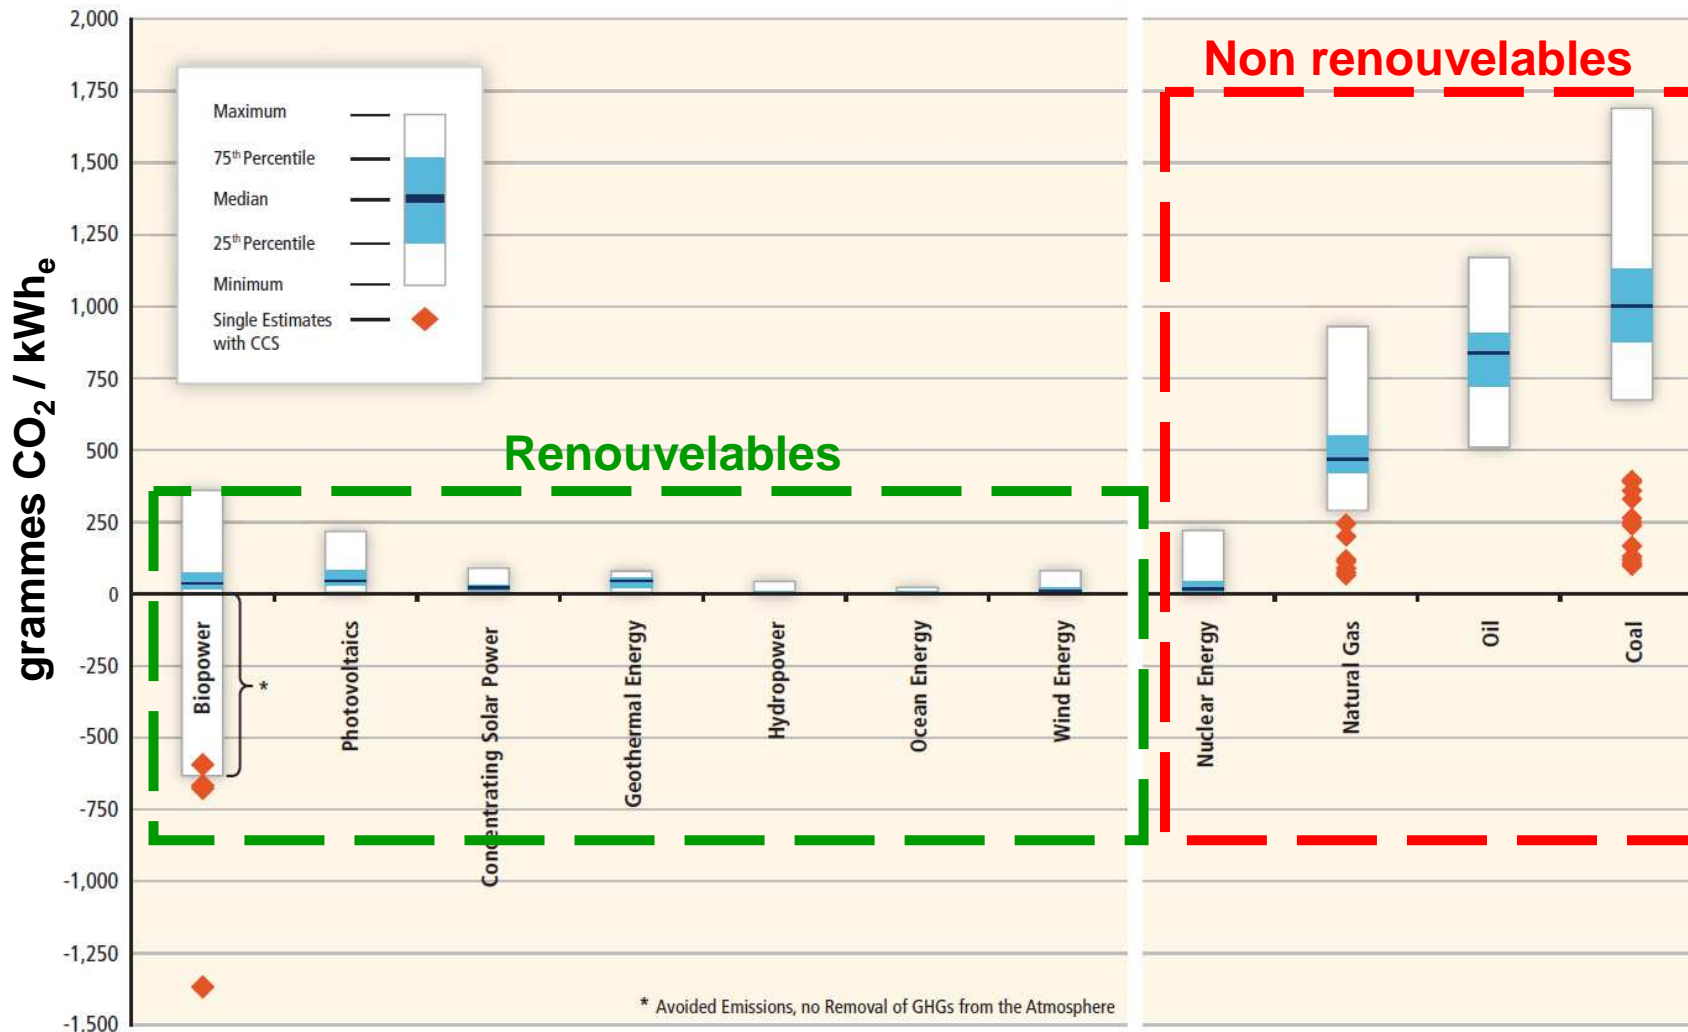 2,000
1,750
1,500
1,250
1,000
750
500
250
0
-250
-500
-750
-1,000
-1,250
-1,500
grammes CO₂ / kWhₑ
Maximum
75th Percentile
Median
25th Percentile
Minimum
Single Estimates
with CCS
Renouvelables
Non renouvelables
Biopower
*
Photovoltaics
Concentrating Solar Power
Geothermal Energy
Hydropower
Ocean Energy
Wind Energy
Nuclear Energy
Natural Gas
Oil
Coal
* Avoided Emissions, no Removal of GHGs from the Atmosphere